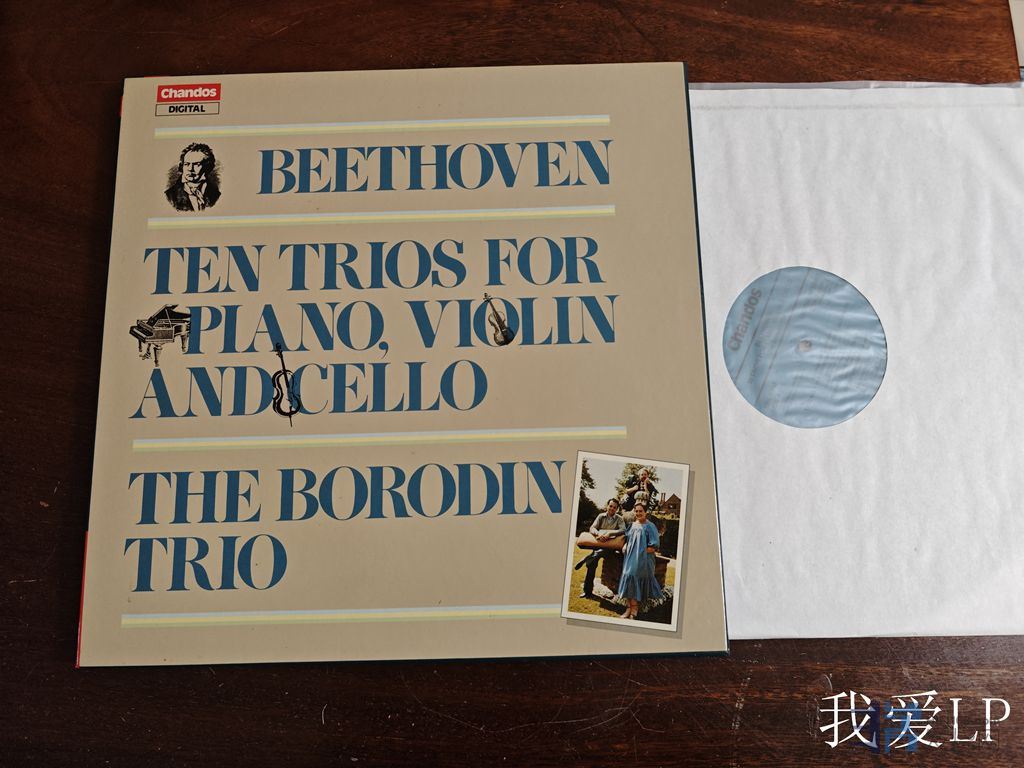 Chandos
DIGITAL
BEETHOVEN
TEN TRIOS FOR
PIANO, VIOLIN
AND CELLO
THE BORODIN
TRIO
Chandos
我爱LP